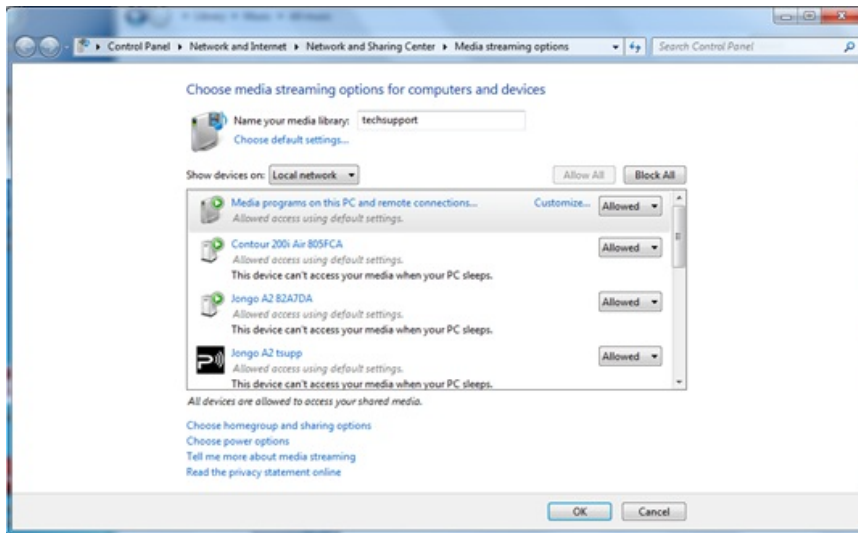 Control Panel ▸ Network and Internet ▸ Network and Sharing Center ▸ Media streaming options
Search Control Panel
Choose media streaming options for computers and devices
Name your media library: techsupport
Choose default settings...
Show devices on: Local network
Allow All
Block All
Media programs on this PC and remote connections... Customize... Allowed
Allowed access using default settings.
Contour 200i Air 805FCA Allowed
Allowed access using default settings.
This device can't access your media when your PC sleeps.
Jongo A2 82A7DA Allowed
Allowed access using default settings.
This device can't access your media when your PC sleeps.
Jongo A2 tsupp Allowed
Allowed access using default settings.
This device can't access your media when your PC sleeps.
All devices are allowed to access your shared media.
Choose homegroup and sharing options
Choose power options
Tell me more about media streaming
Read the privacy statement online
OK Cancel